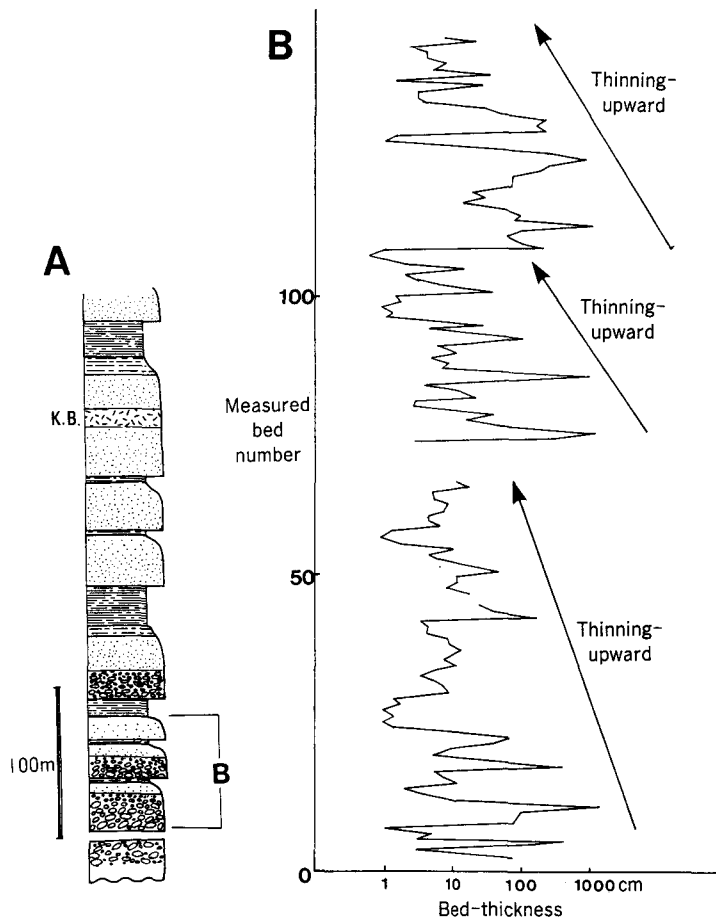 A
K.B.
100m
B
B
100
Measured
bed
number
50
0
1
10
100
1000 cm
Bed-thickness
Thinning-
upward
Thinning-
upward
Thinning-
upward